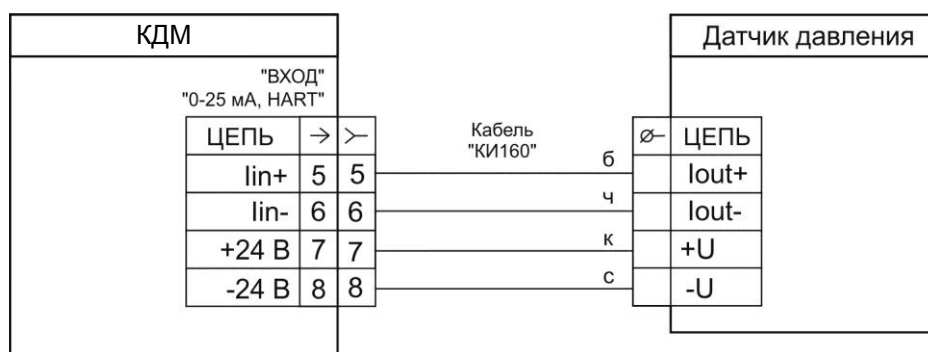 КДМ
Датчик давления
"ВХОД"
"0-25 мА, HART"
ЦЕПЬ
Кабель
"КИ160"
ЦЕПЬ
Iin+ 5 5 б Iout+
Iin- 6 6 ч Iout-
+24 В 7 7 к +U
-24 В 8 8 с -U